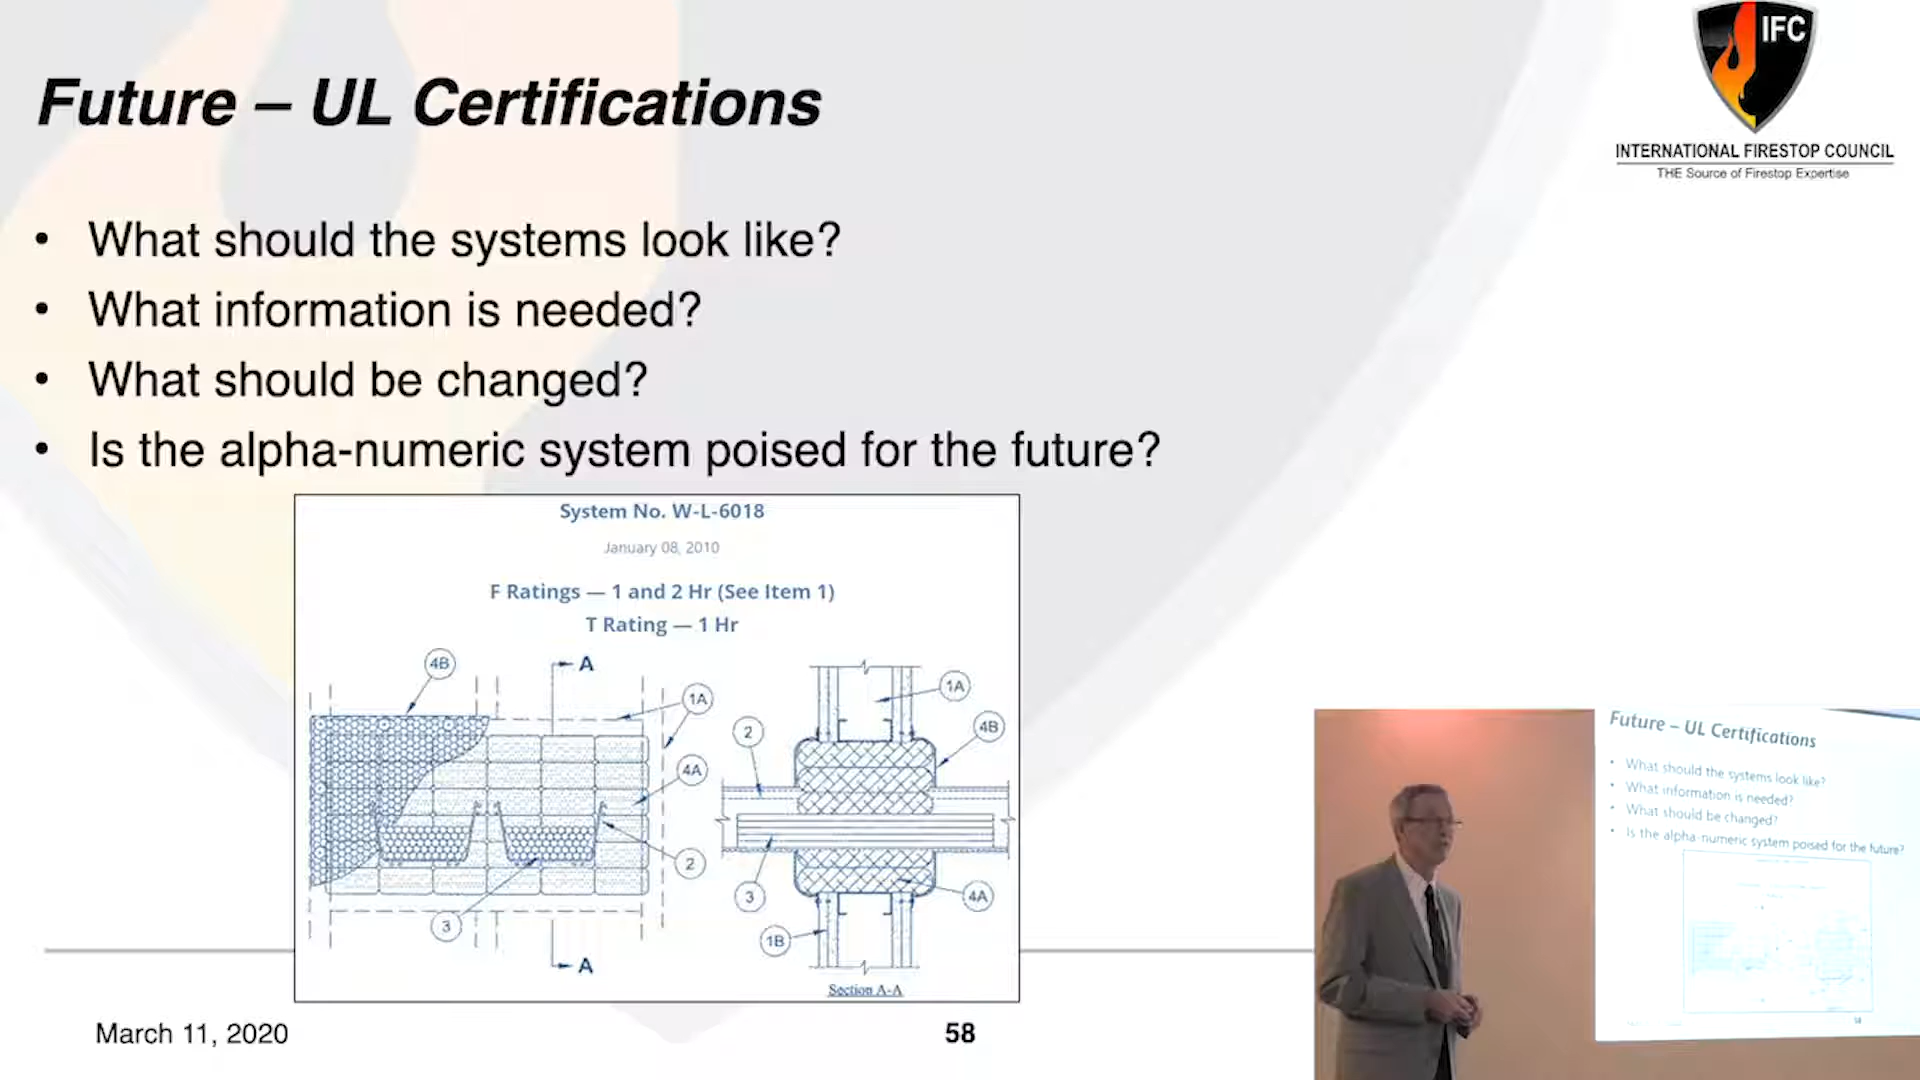 IFC
INTERNATIONAL FIRESTOP COUNCIL
THE Source of Firestop Expertise
Future – UL Certifications
• What should the systems look like?
• What information is needed?
• What should be changed?
• Is the alpha-numeric system poised for the future?
System No. W-L-6018
January 08, 2010
F Ratings — 1 and 2 Hr (See Item 1)
T Rating — 1 Hr
4B
A
1A
4A
2
3
A
1A
4B
2
3
4A
1B
Section A-A
March 11, 2020
58
Future – UL Certifications
• What should the systems look like?
• What information is needed?
• What should be changed?
• Is the alpha-numeric system poised for the future?
58